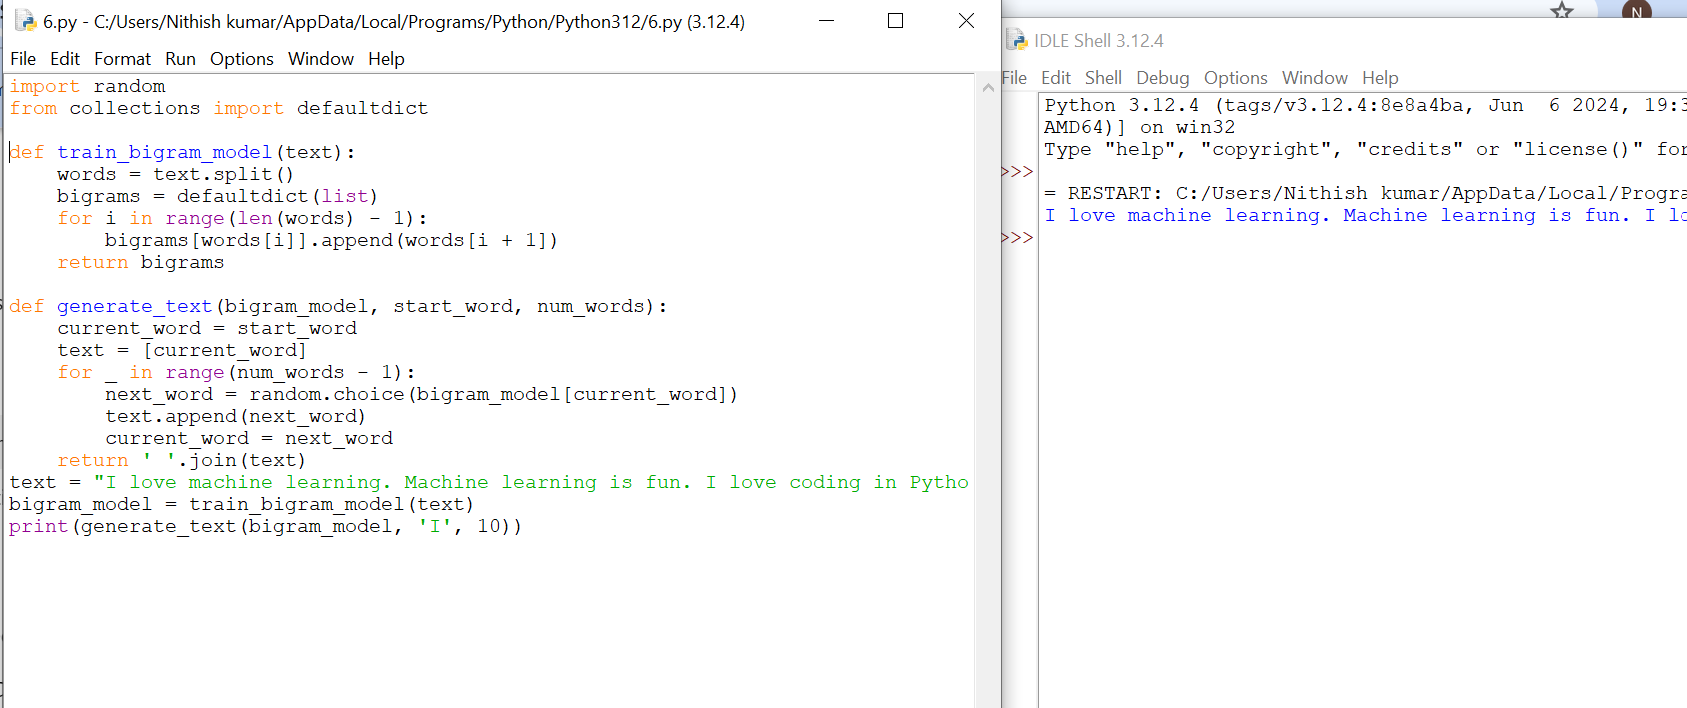 6.py - C:/Users/Nithish kumar/AppData/Local/Programs/Python/Python312/6.py (3.12.4)
File Edit Format Run Options Window Help
import random
from collections import defaultdict
def train_bigram_model(text):
    words = text.split()
    bigrams = defaultdict(list)
    for i in range(len(words) - 1):
        bigrams[words[i]].append(words[i + 1])
    return bigrams
def generate_text(bigram_model, start_word, num_words):
    current_word = start_word
    text = [current_word]
    for _ in range(num_words - 1):
        next_word = random.choice(bigram_model[current_word])
        text.append(next_word)
        current_word = next_word
    return ' '.join(text)
text = "I love machine learning. Machine learning is fun. I love coding in Pytho
bigram_model = train_bigram_model(text)
print(generate_text(bigram_model, 'I', 10))
N
IDLE Shell 3.12.4
File Edit Shell Debug Options Window Help
Python 3.12.4 (tags/v3.12.4:8e8a4ba, Jun  6 2024, 19:3
AMD64)] on win32
Type "help", "copyright", "credits" or "license()" for
>>>
= RESTART: C:/Users/Nithish kumar/AppData/Local/Progra
I love machine learning. Machine learning is fun. I lo
>>>